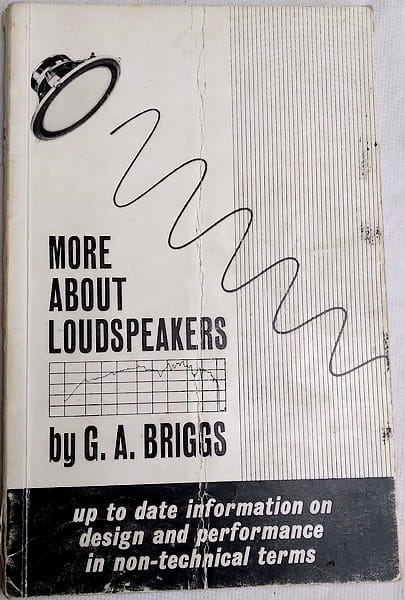 MORE
ABOUT
LOUDSPEAKERS
by G. A. BRIGGS
up to date information on
design and performance
in non-technical terms